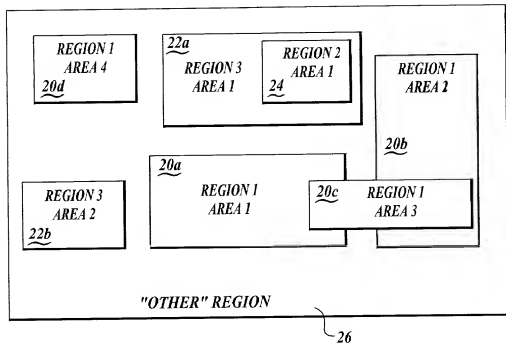 REGION 1
AREA 4
20d
22a
REGION 3
AREA 1
REGION 2
AREA 1
24
REGION 1
AREA 2
20b
REGION 3
AREA 2
22b
20a
REGION 1
AREA 1
20c
REGION 1
AREA 3
"OTHER" REGION
26